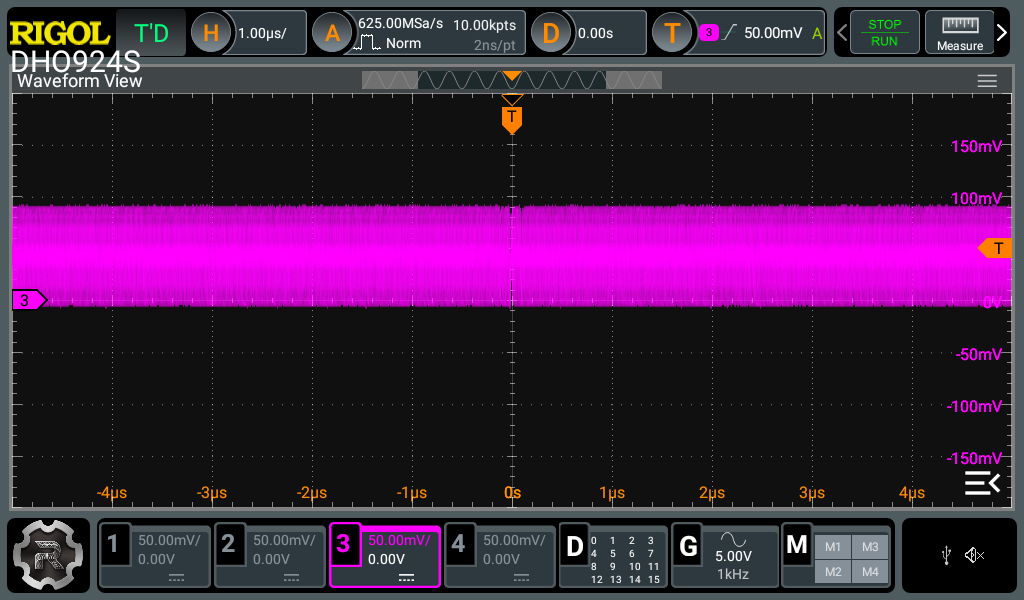 RIGOL T'D H 1.00µs/ A 625.00MSa/s 10.00kpts D 0.00s T 3 50.00mV A STOP
Norm 2ns/pt RUN Measure
DHO924S
Waveform View
T
150mV
100mV
T
3 0V
-50mV
-100mV
-150mV
-4µs -3µs -2µs -1µs 0s 1µs 2µs 3µs 4µs
1 50.00mV/ 2 50.00mV/ 3 50.00mV/ 4 50.00mV/ D 0 1 2 3 G 5.00V M M1 M3
0.00V 0.00V 0.00V 0.00V 4 5 6 7 1kHz M2 M4
8 9 10 11
12 13 14 15
R